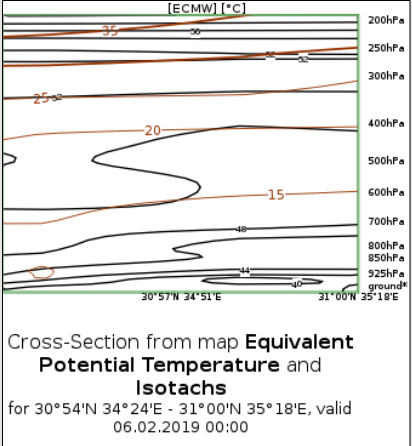 [ECMW] [°C]
200hPa
35
56
250hPa
52
300hPa
25
400hPa
20
500hPa
15
600hPa
700hPa
48
800hPa
850hPa
44
925hPa
40
ground*
30°57'N 34°51'E
31°00'N 35°18'E
Cross-Section from map Equivalent
Potential Temperature and
Isotachs
for 30°54'N 34°24'E - 31°00'N 35°18'E, valid
06.02.2019 00:00